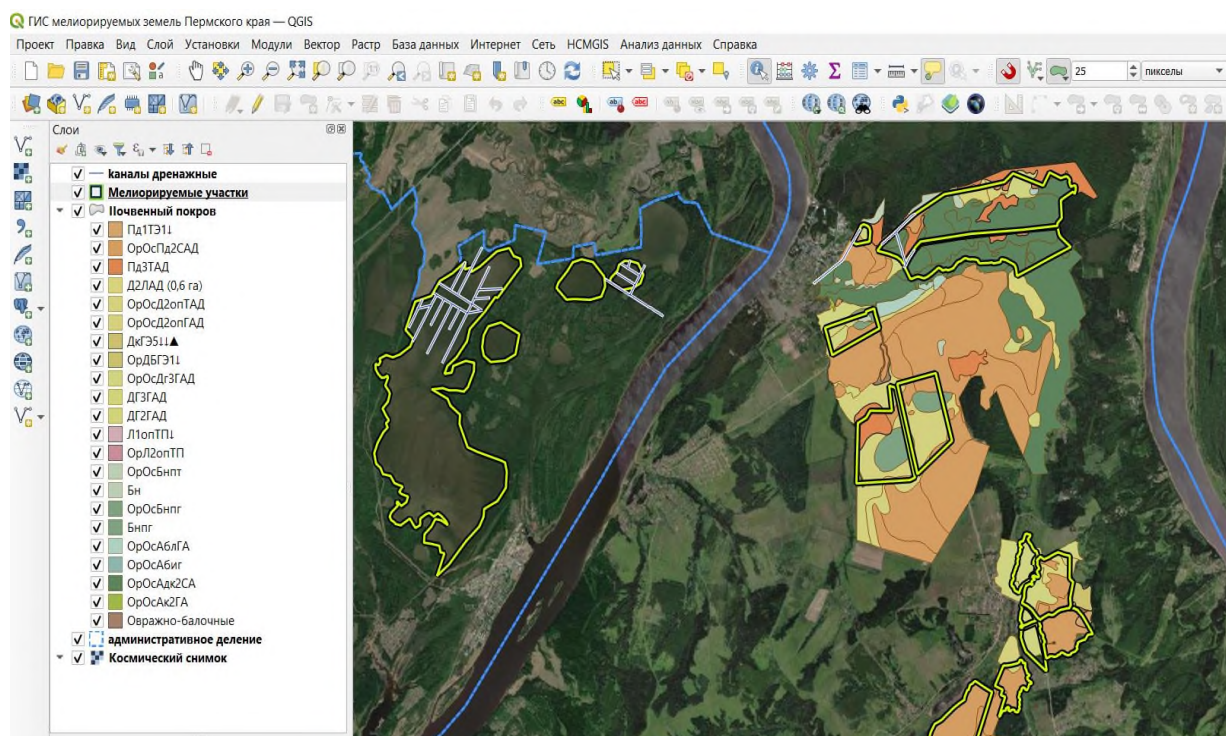 ГИС мелиорируемых земель Пермского края — QGIS
Проект Правка Вид Слой Установки Модули Вектор Растр База данных Интернет Сеть HCMGIS Анализ данных Справка
25 пикселы
abc abc abc
Слои
каналы дренажные
Мелиорируемые участки
Почвенный покров
Пд1ТЭ1↓
ОрОсПд2САД
Пд3ТАД
Д2ЛАД (0,6 га)
ОрОсД2опТАД
ОрОсД2опГАД
ДкГЭ5↓↓▲
ОрДБГЭ1↓
ОрОсДг3ГАД
ДГ3ГАД
ДГ2ГАД
Л1опТП↓
ОрЛ2опТП
ОрОсБнпт
Бн
ОрОсБнпг
Бнпг
ОрОсАблГА
ОрОсАбиг
ОрОсАдк2СА
ОрОсАк2ГА
Овражно-балочные
административное деление
Космический снимок